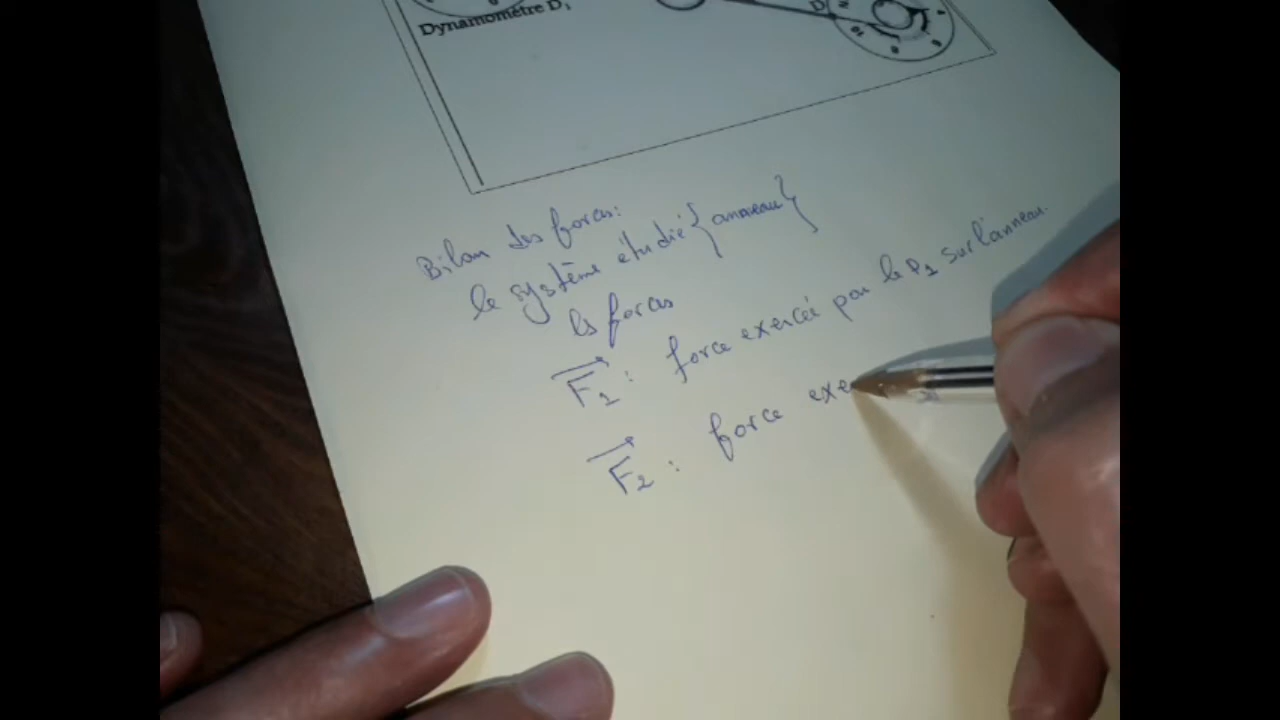 Dynamomètre D₁
D
Bilan des forces:
le système étudié { anneau }
les forces
F₁ : force exercée par le D₁ sur l'anneau.
F₂ : force exe